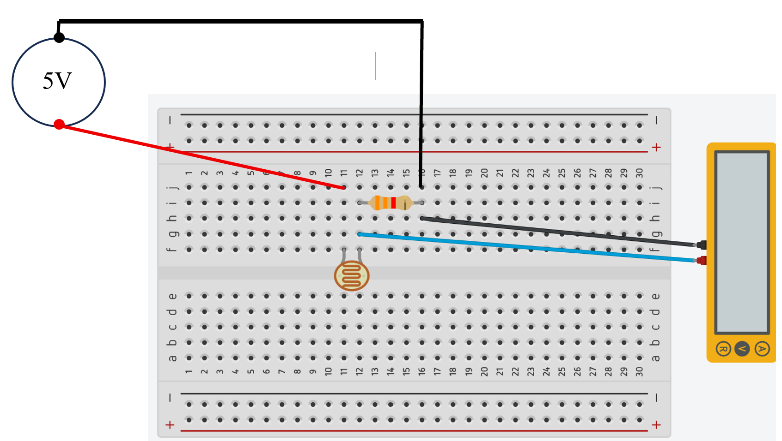 5V
− −
+ +
1 2 3 4 5 6 7 8 9 10 11 12 13 14 15 16 17 18 19 20 21 22 23 24 25 26 27 28 29 30
j j
i i
h h
g g
f f
e e
d d
c c
b b
a a
1 2 3 4 5 6 7 8 9 10 11 12 13 14 15 16 17 18 19 20 21 22 23 24 25 26 27 28 29 30
− −
+ +
R V A